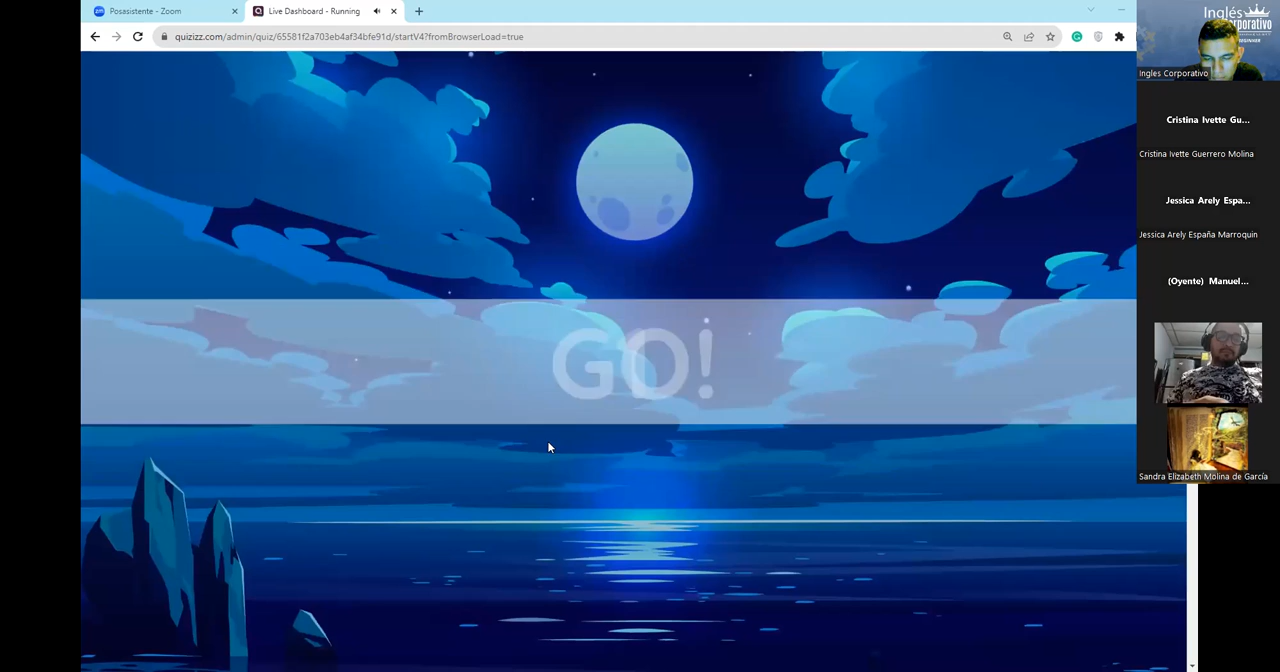 Posasistente - Zoom
Live Dashboard - Running
quizizz.com/admin/quiz/65581f2a703eb4af34bfe91d/startV4?fromBrowserLoad=true
GO!
Inglés
Corporativo
Ingles Corporativo
Cristina Ivette Gu...
Cristina Ivette Guerrero Molina
Jessica Arely Espa...
Jessica Arely España Marroquin
(Oyente) Manuel...
Sandra Elizabeth Molina de García